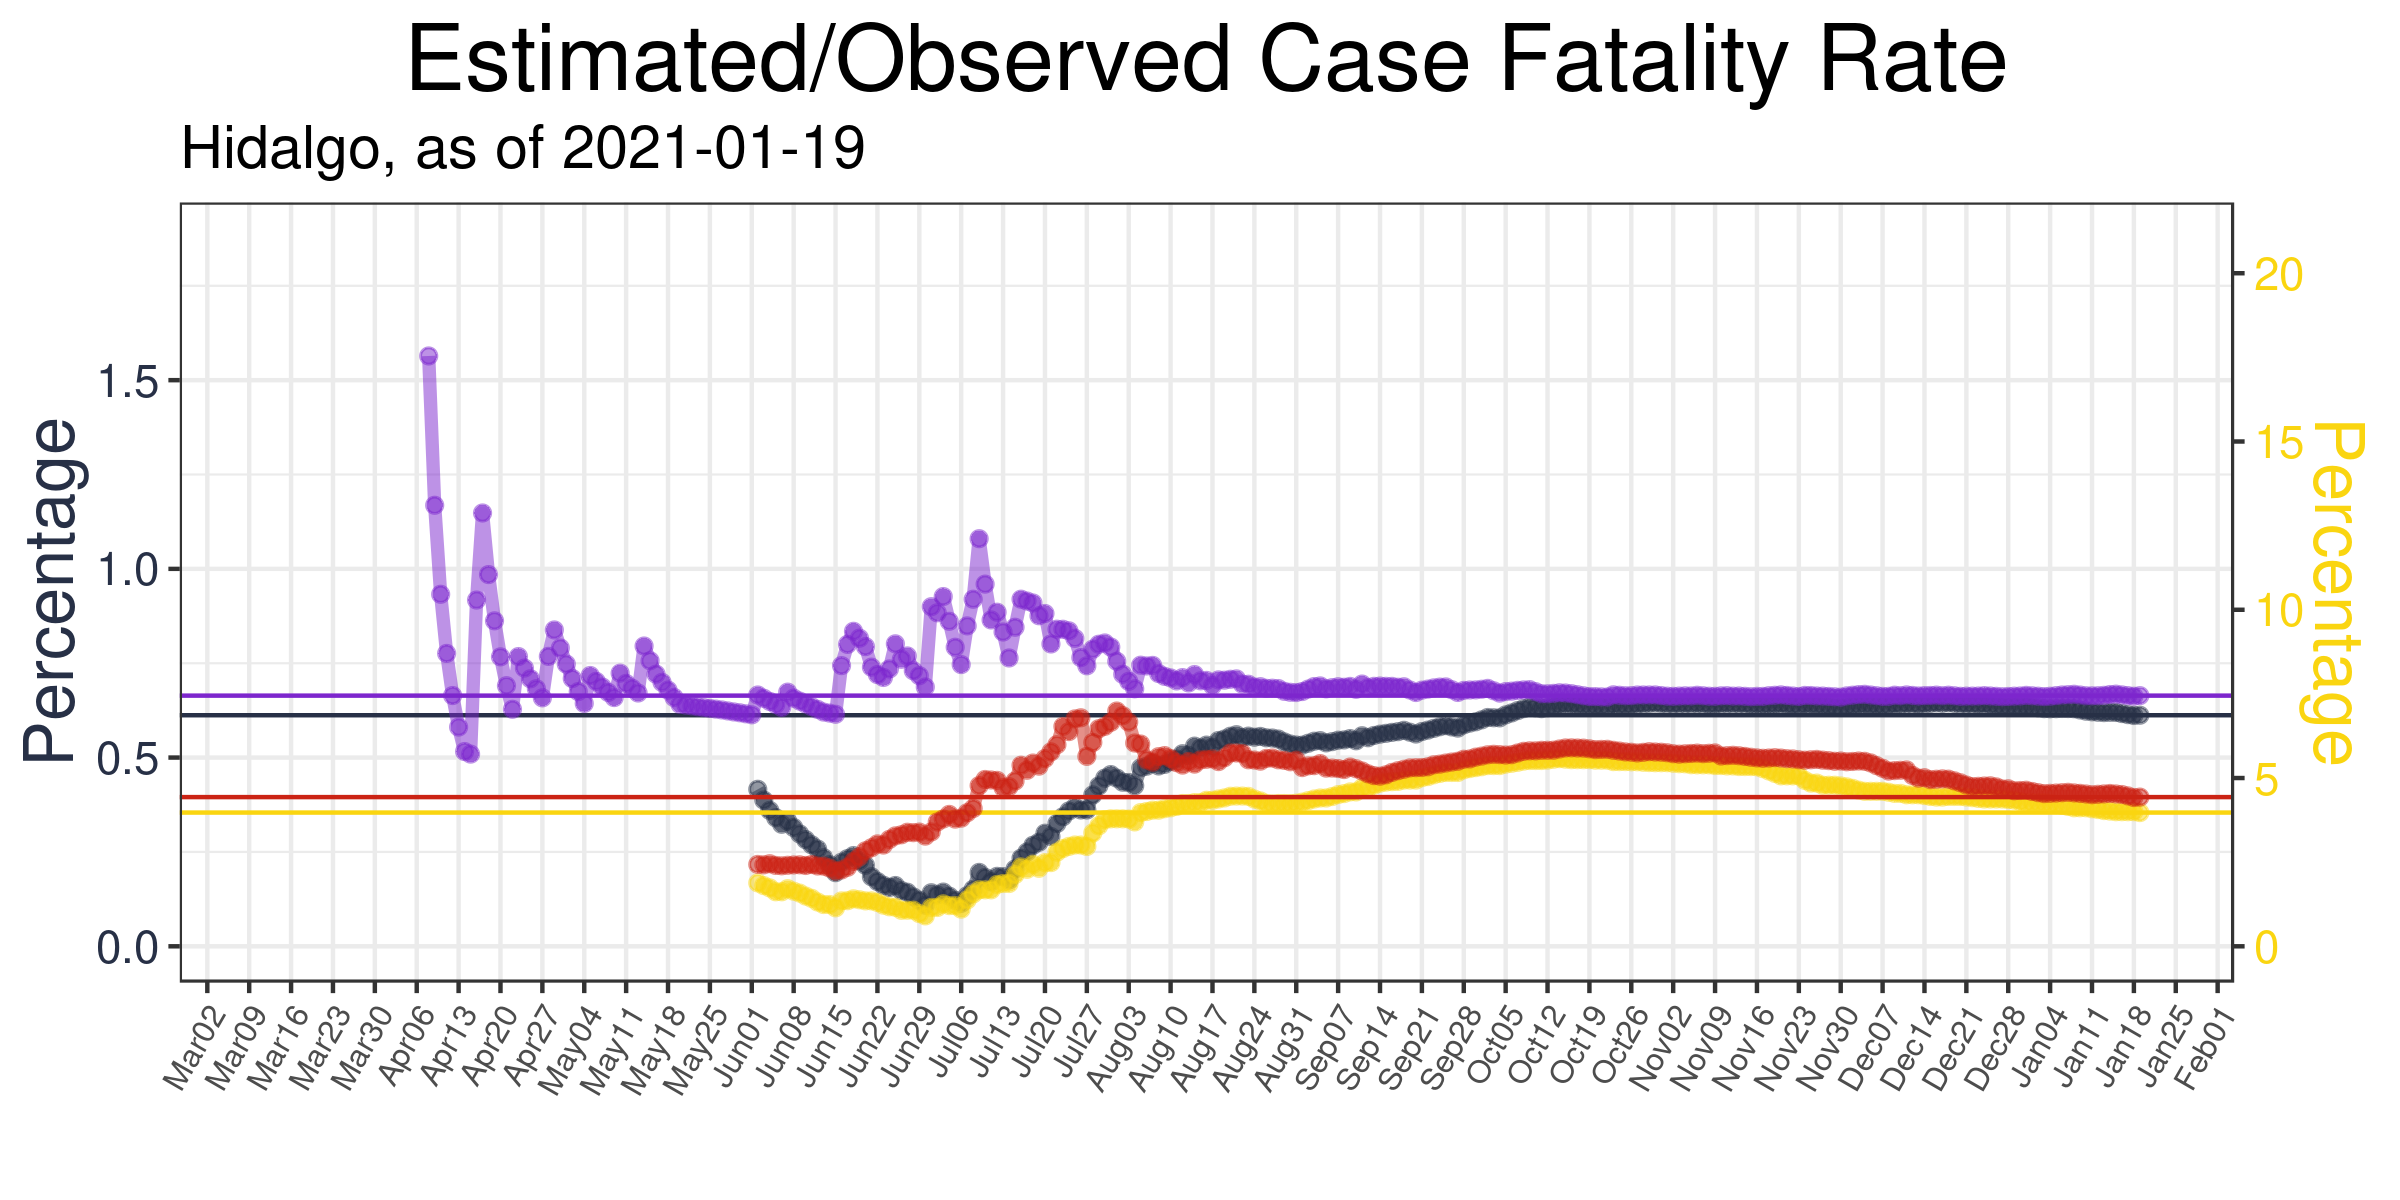 Estimated/Observed Case Fatality Rate
Hidalgo, as of 2021-01-19
Percentage
1.5
1.0
0.5
0.0
20
15
10
5
0
Percentage
Mar02
Mar09
Mar16
Mar23
Mar30
Apr06
Apr13
Apr20
Apr27
May04
May11
May18
May25
Jun01
Jun08
Jun15
Jun22
Jun29
Jul06
Jul13
Jul20
Jul27
Aug03
Aug10
Aug17
Aug24
Aug31
Sep07
Sep14
Sep21
Sep28
Oct05
Oct12
Oct19
Oct26
Nov02
Nov09
Nov16
Nov23
Nov30
Dec07
Dec14
Dec21
Dec28
Jan04
Jan11
Jan18
Jan25
Feb01